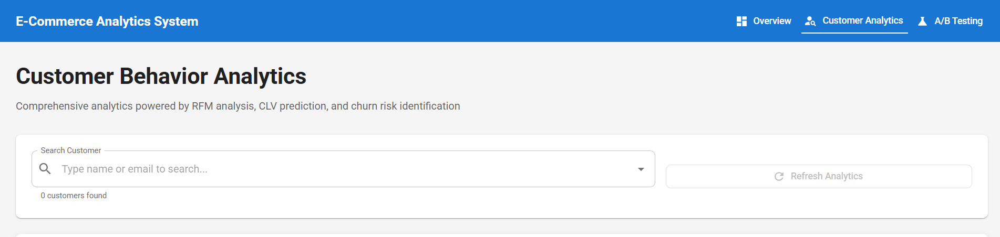 E-Commerce Analytics System
Overview
Customer Analytics
A/B Testing
Customer Behavior Analytics
Comprehensive analytics powered by RFM analysis, CLV prediction, and churn risk identification
Search Customer
Type name or email to search...
Refresh Analytics
0 customers found